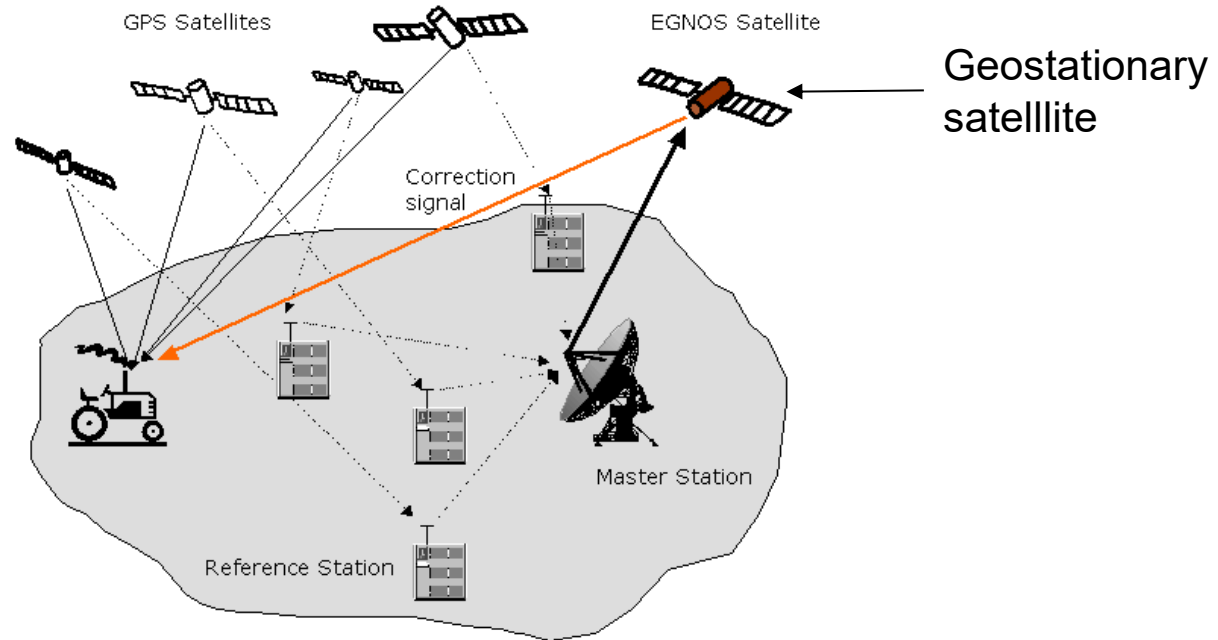 GPS Satellites
EGNOS Satellite
Geostationary
satelllite
Correction
signal
Master Station
Reference Station